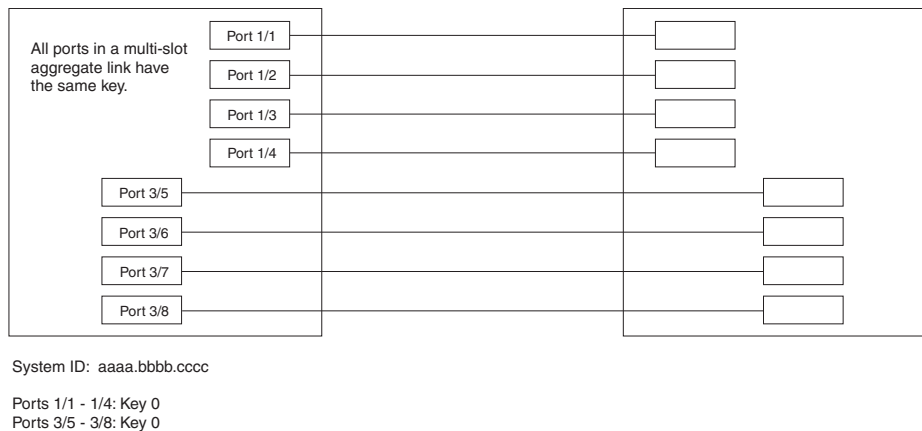 All ports in a multi-slot
aggregate link have
the same key.
Port 1/1
Port 1/2
Port 1/3
Port 1/4
Port 3/5
Port 3/6
Port 3/7
Port 3/8
System ID: aaaa.bbbb.cccc
Ports 1/1 - 1/4: Key 0
Ports 3/5 - 3/8: Key 0